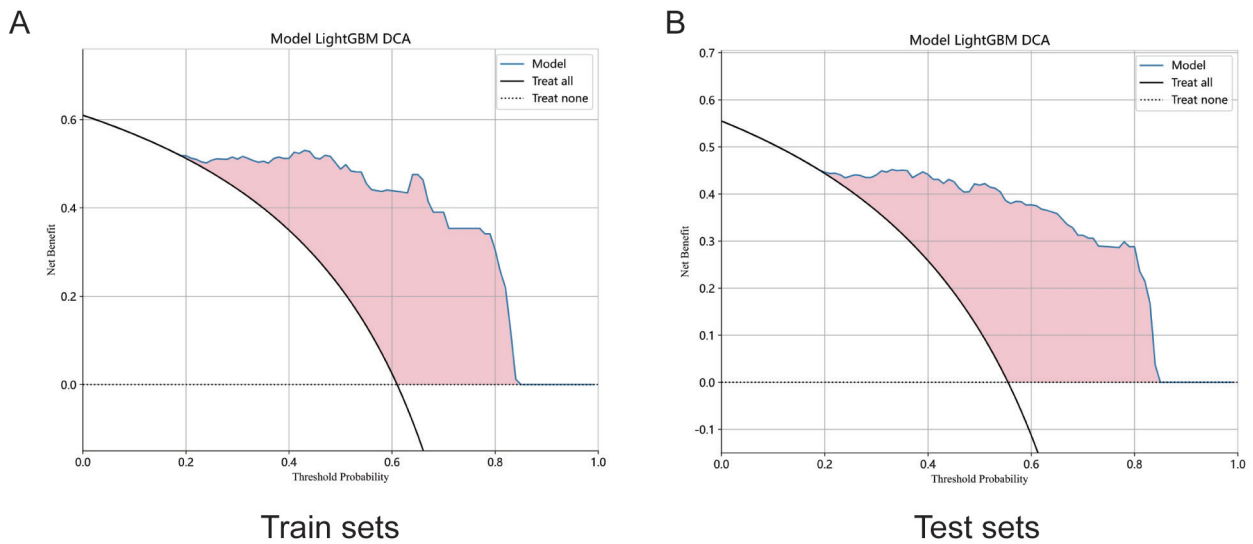 A
Model LightGBM DCA
Model
Treat all
Treat none
0.6
0.4
0.2
0.0
Net Benefit
0.0 0.2 0.4 0.6 0.8 1.0
Threshold Probability
Train sets
B
Model LightGBM DCA
Model
Treat all
Treat none
0.7
0.6
0.5
0.4
0.3
0.2
0.1
0.0
-0.1
Net Benefit
0.0 0.2 0.4 0.6 0.8 1.0
Threshold Probability
Test sets